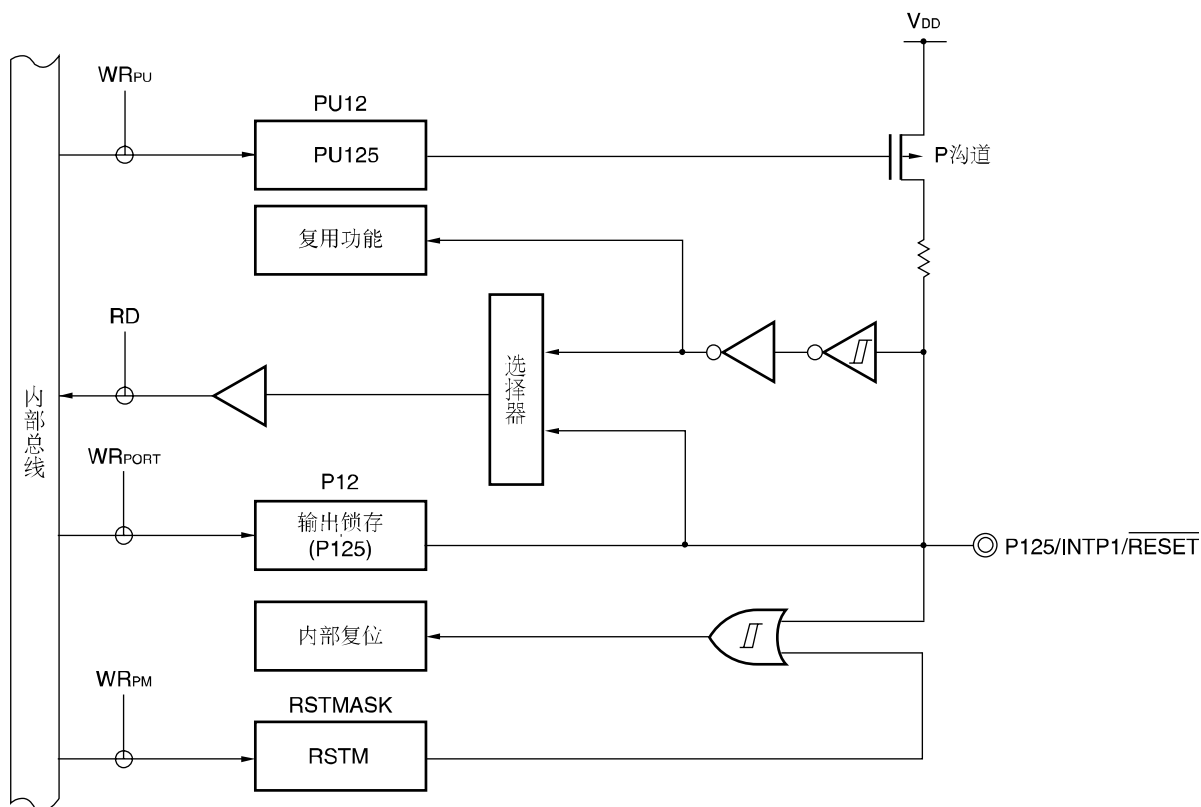 VDD
WRPU
PU12
PU125
P沟道
复用功能
RD
选择器
内部总线
WRPORT
P12
输出锁存
(P125)
P125/INTP1/RESET
内部复位
WRPM
RSTMASK
RSTM